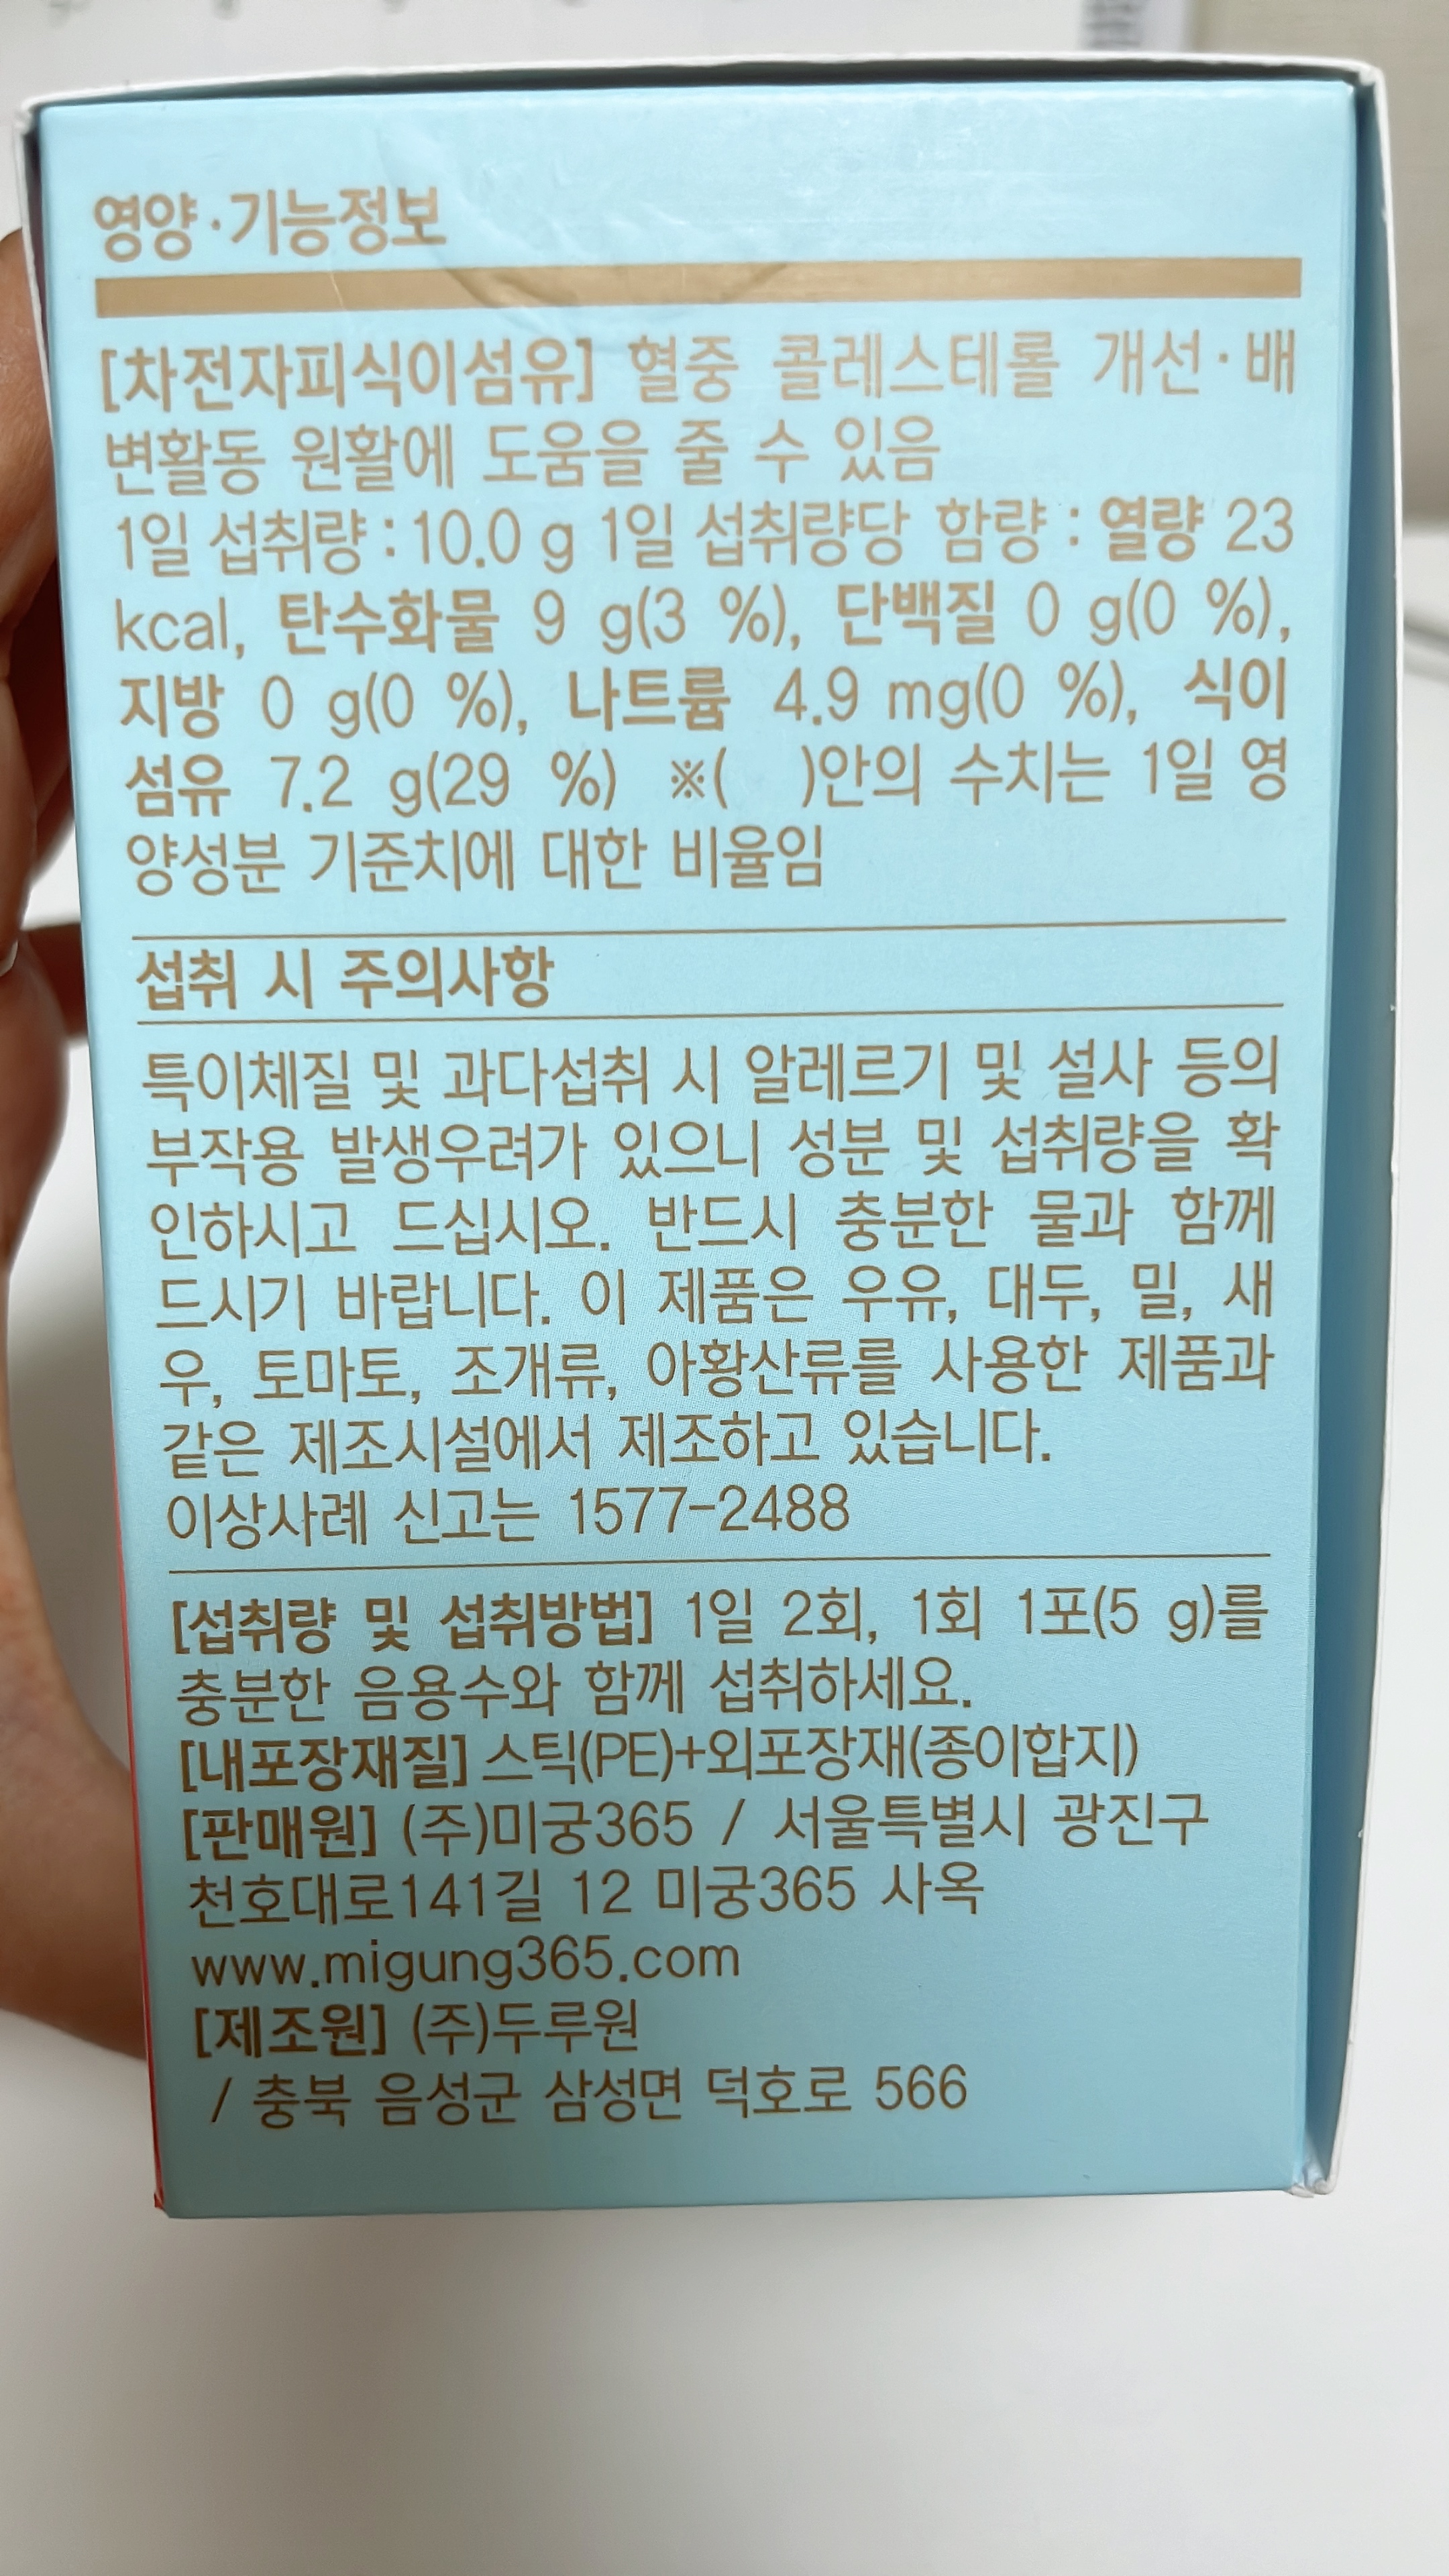 영양·기능정보
[차전자피식이섬유] 혈중 콜레스테롤 개선·배
변활동 원활에 도움을 줄 수 있음
1일 섭취량 : 10.0 g 1일 섭취량당 함량 : 열량 23
kcal, 탄수화물 9 g(3 %), 단백질 0 g(0 %),
지방 0 g(0 %), 나트륨 4.9 mg(0 %), 식이
섬유 7.2 g(29 %) ※( )안의 수치는 1일 영
양성분 기준치에 대한 비율임
섭취 시 주의사항
특이체질 및 과다섭취 시 알레르기 및 설사 등의
부작용 발생우려가 있으니 성분 및 섭취량을 확
인하시고 드십시오. 반드시 충분한 물과 함께
드시기 바랍니다. 이 제품은 우유, 대두, 밀, 새
우, 토마토, 조개류, 아황산류를 사용한 제품과
같은 제조시설에서 제조하고 있습니다.
이상사례 신고는 1577-2488
[섭취량 및 섭취방법] 1일 2회, 1회 1포(5 g)를
충분한 음용수와 함께 섭취하세요.
[내포장재질] 스틱(PE)+외포장재(종이합지)
[판매원] (주)미궁365 / 서울특별시 광진구
천호대로141길 12 미궁365 사옥
www.migung365.com
[제조원] (주)두루원
/ 충북 음성군 삼성면 덕호로 566